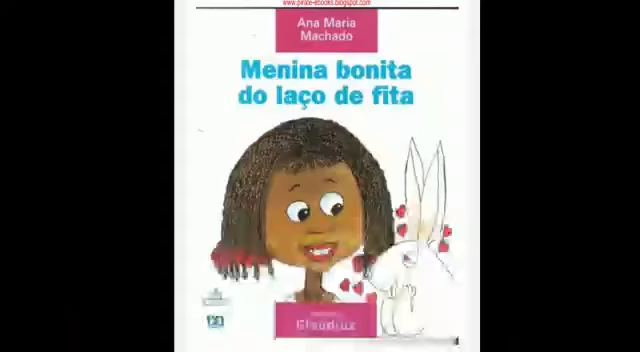 www.pirate-ebooks.blogspot.com
Ana Maria
Machado
Menina bonita
do laço de fita
Claudius